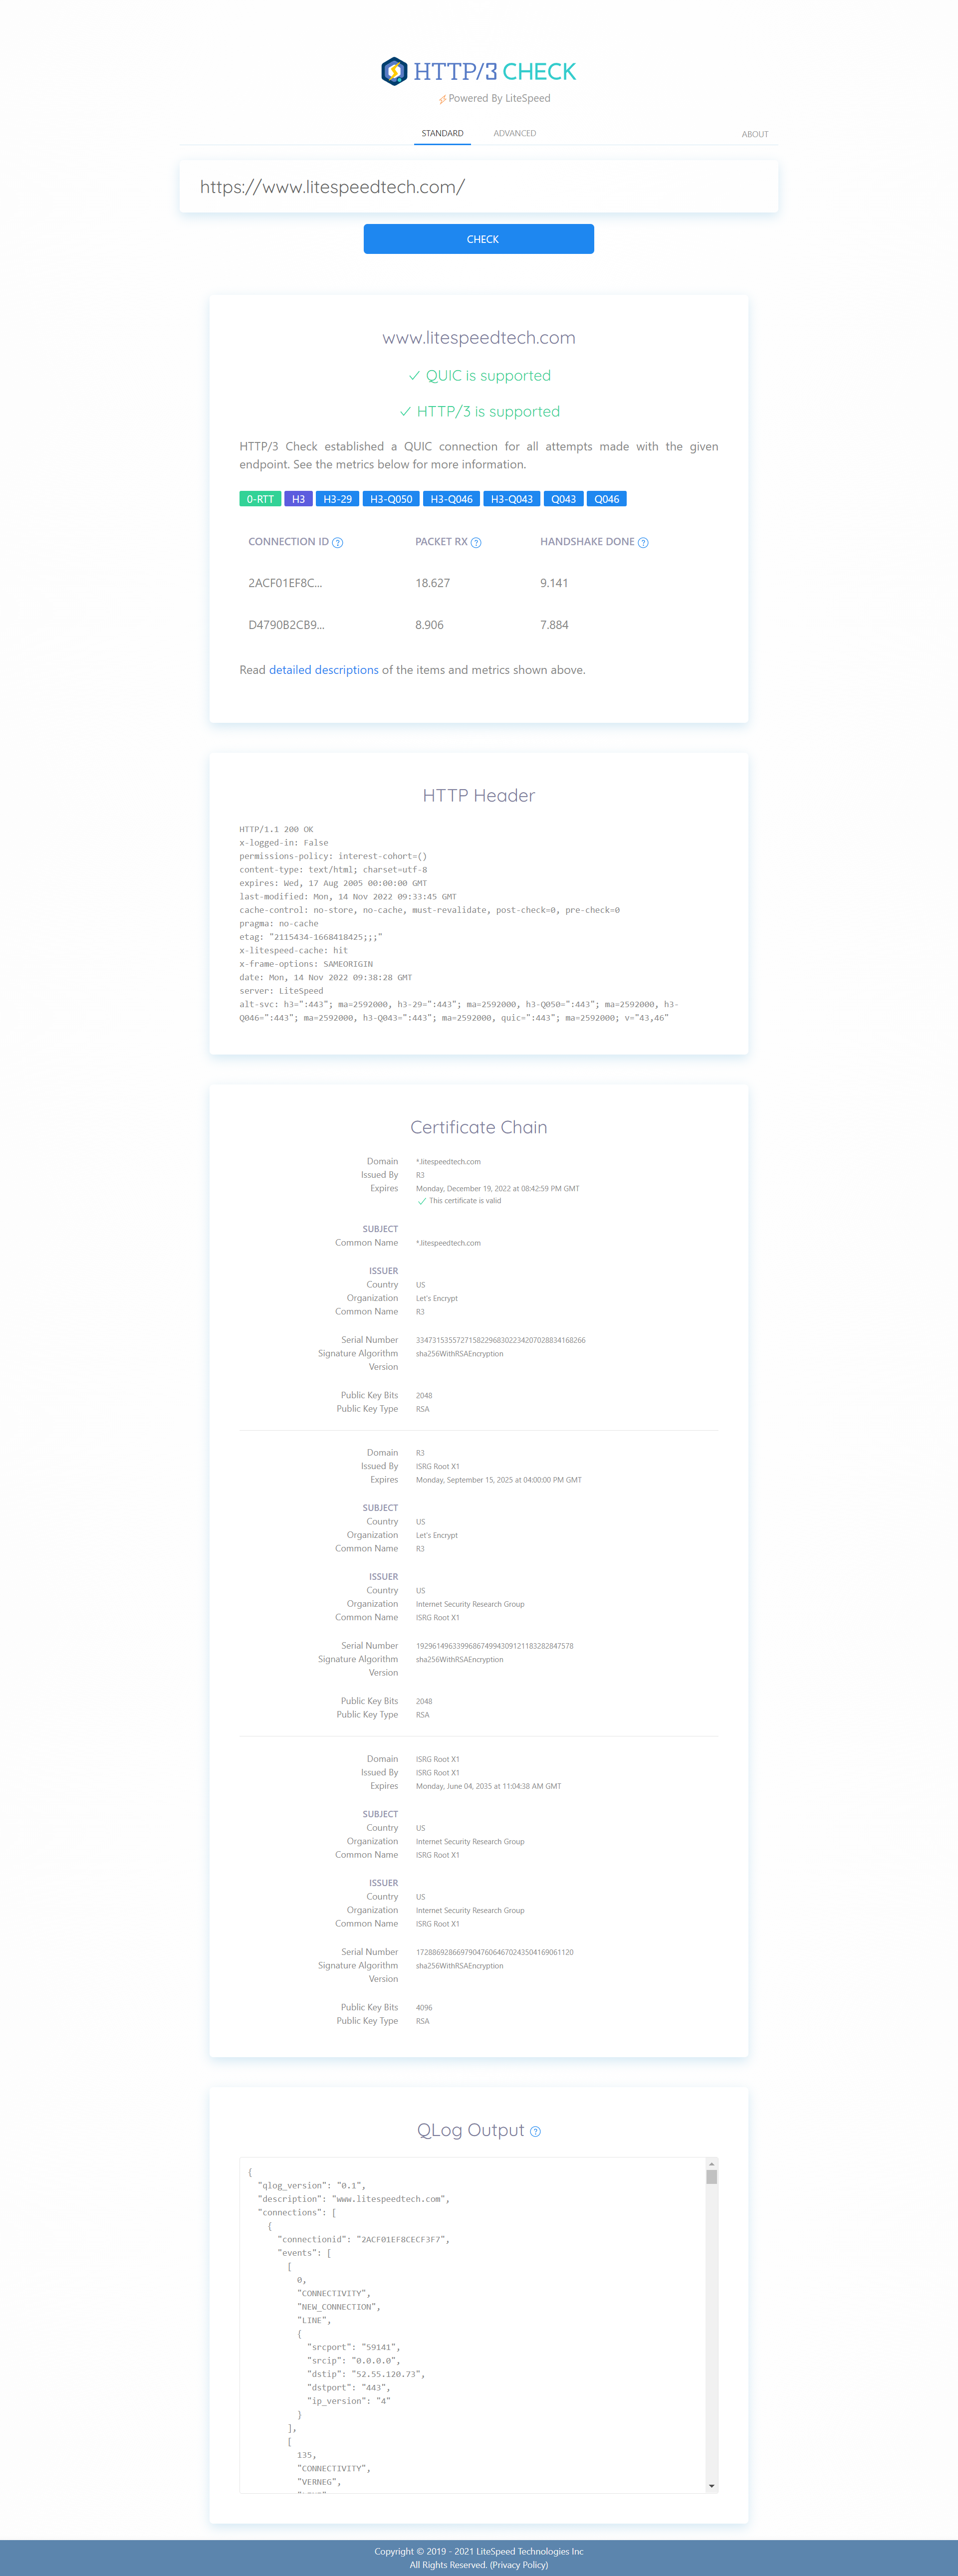 HTTP/3 CHECK
Powered By LiteSpeed
STANDARD ADVANCED ABOUT
https://www.litespeedtech.com/
CHECK
www.litespeedtech.com
QUIC is supported
HTTP/3 is supported
HTTP/3 Check established a QUIC connection for all attempts made with the given
endpoint. See the metrics below for more information.
0-RTT H3 H3-29 H3-Q050 H3-Q046 H3-Q043 Q043 Q046
CONNECTION ID ? PACKET RX ? HANDSHAKE DONE ?
2ACF01EF8C... 18.627 9.141
D4790B2CB9... 8.906 7.884
Read detailed descriptions of the items and metrics shown above.
HTTP Header
HTTP/1.1 200 OK
x-logged-in: False
permissions-policy: interest-cohort=()
content-type: text/html; charset=utf-8
expires: Wed, 17 Aug 2005 00:00:00 GMT
last-modified: Mon, 14 Nov 2022 09:33:45 GMT
cache-control: no-store, no-cache, must-revalidate, post-check=0, pre-check=0
pragma: no-cache
etag: "2115434-1668418425;;;"
x-litespeed-cache: hit
x-frame-options: SAMEORIGIN
date: Mon, 14 Nov 2022 09:38:28 GMT
server: LiteSpeed
alt-svc: h3=":443"; ma=2592000, h3-29=":443"; ma=2592000, h3-Q050=":443"; ma=2592000, h3-
Q046=":443"; ma=2592000, h3-Q043=":443"; ma=2592000, quic=":443"; ma=2592000; v="43,46"
Certificate Chain
Domain *.litespeedtech.com
Issued By R3
Expires Monday, December 19, 2022 at 08:42:59 PM GMT
This certificate is valid
SUBJECT
Common Name *.litespeedtech.com
ISSUER
Country US
Organization Let's Encrypt
Common Name R3
Serial Number 334731535572715822968302234207028834168266
Signature Algorithm sha256WithRSAEncryption
Version
Public Key Bits 2048
Public Key Type RSA
Domain R3
Issued By ISRG Root X1
Expires Monday, September 15, 2025 at 04:00:00 PM GMT
SUBJECT
Country US
Organization Let's Encrypt
Common Name R3
ISSUER
Country US
Organization Internet Security Research Group
Common Name ISRG Root X1
Serial Number 192961496339968674994309121183282847578
Signature Algorithm sha256WithRSAEncryption
Version
Public Key Bits 2048
Public Key Type RSA
Domain ISRG Root X1
Issued By ISRG Root X1
Expires Monday, June 04, 2035 at 11:04:38 AM GMT
SUBJECT
Country US
Organization Internet Security Research Group
Common Name ISRG Root X1
ISSUER
Country US
Organization Internet Security Research Group
Common Name ISRG Root X1
Serial Number 172886928669790476064670243504169061120
Signature Algorithm sha256WithRSAEncryption
Version
Public Key Bits 4096
Public Key Type RSA
QLog Output ?
{
"qlog_version": "0.1",
"description": "www.litespeedtech.com",
"connections": [
{
"connectionid": "2ACF01EF8CECF3F7",
"events": [
[
0,
"CONNECTIVITY",
"NEW_CONNECTION",
"LINE",
{
"srcport": "59141",
"srcip": "0.0.0.0",
"dstip": "52.55.120.73",
"dstport": "443",
"ip_version": "4"
}
],
[
135,
"CONNECTIVITY",
"VERNEG",
Copyright © 2019 - 2021 LiteSpeed Technologies Inc
All Rights Reserved. (Privacy Policy)